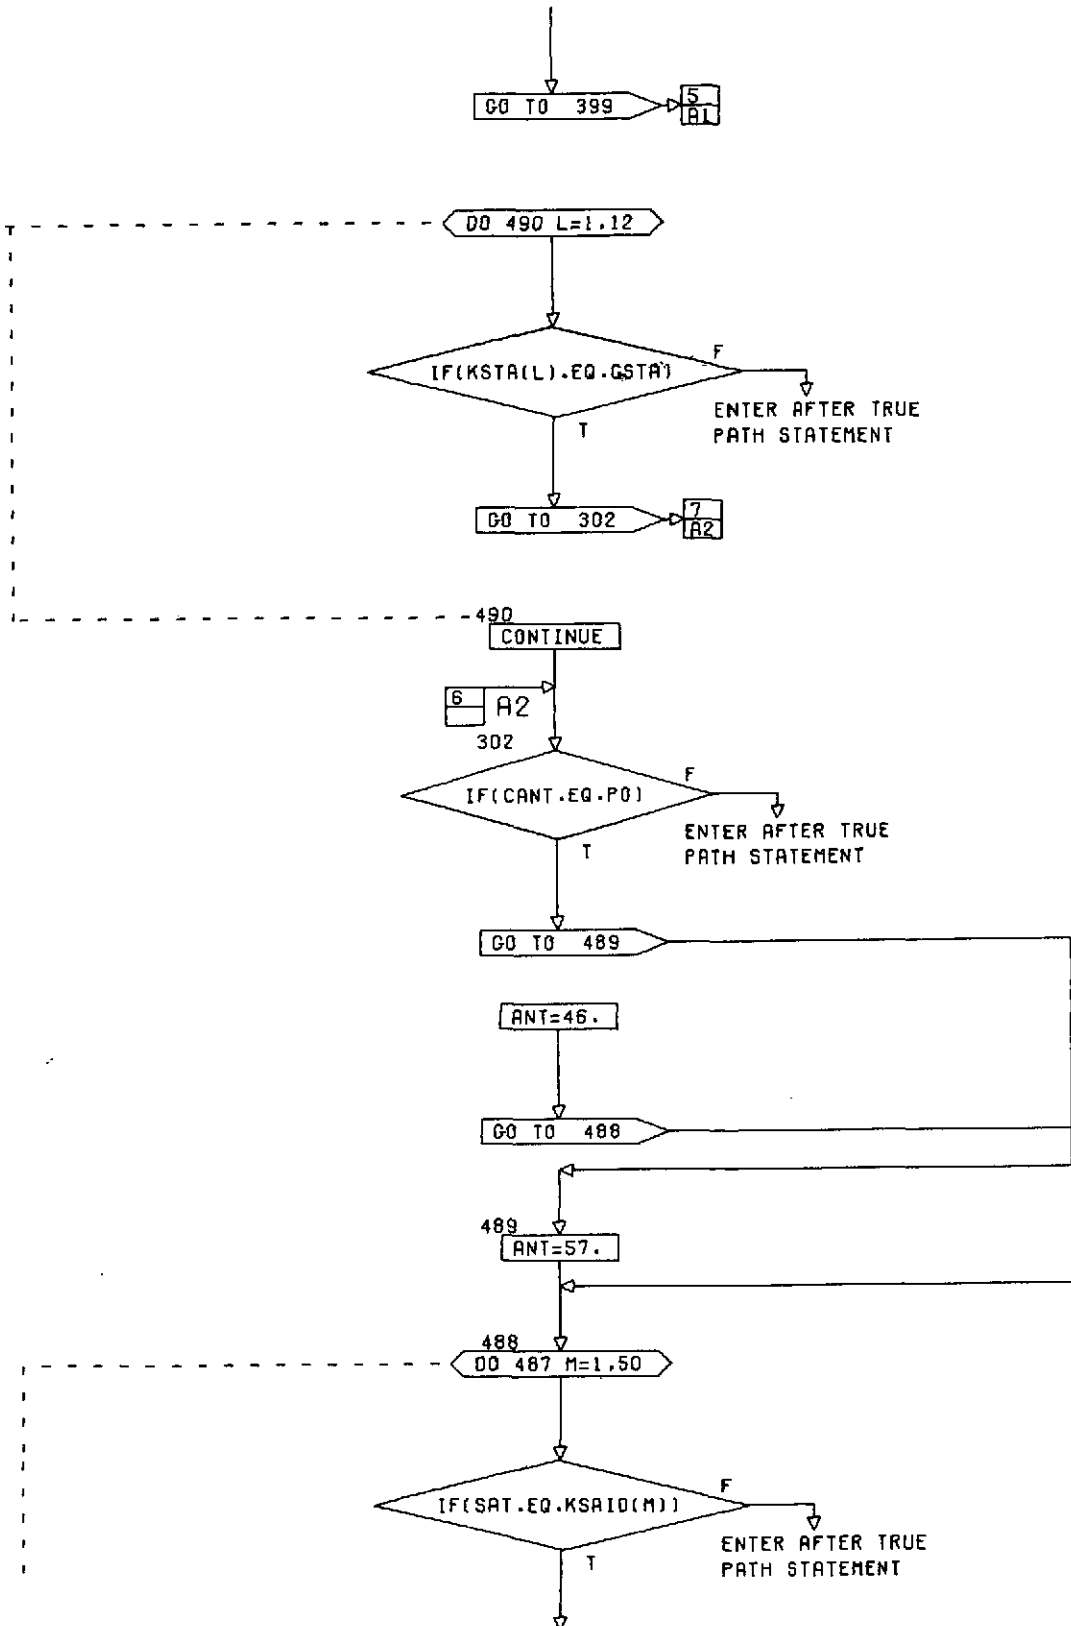 GO TO 399
5
A1
DO 490 L=1,12
IF(KSTA(L).EQ.GSTA)
F
ENTER AFTER TRUE
PATH STATEMENT
T
GO TO 302
7
A2
490
CONTINUE
6
A2
302
IF(CANT.EQ.PO)
F
ENTER AFTER TRUE
PATH STATEMENT
T
GO TO 489
ANT=46.
GO TO 488
489
ANT=57.
488
DO 487 M=1,50
IF(SAT.EQ.KSAID(M))
F
ENTER AFTER TRUE
PATH STATEMENT
T